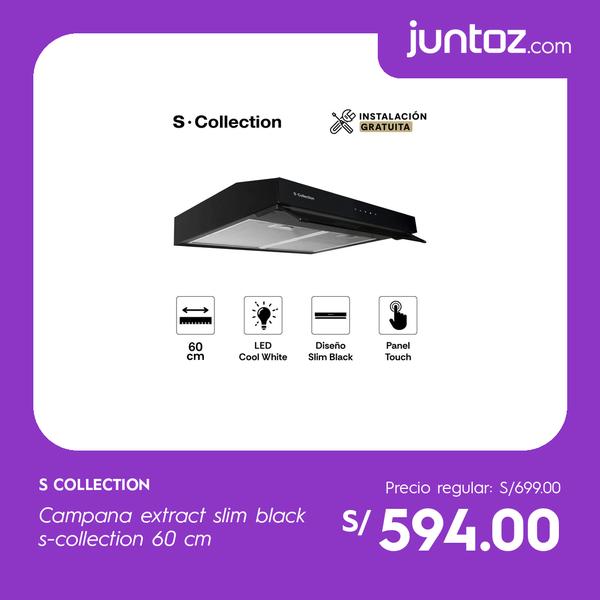 juntoz.com
S·Collection
INSTALACIÓN
GRATUITA
S·Collection
60
cm
LED
Cool White
Diseño
Slim Black
Panel
Touch
S COLLECTION
Campana extract slim black
s-collection 60 cm
Precio regular: S/699.00
S/594.00